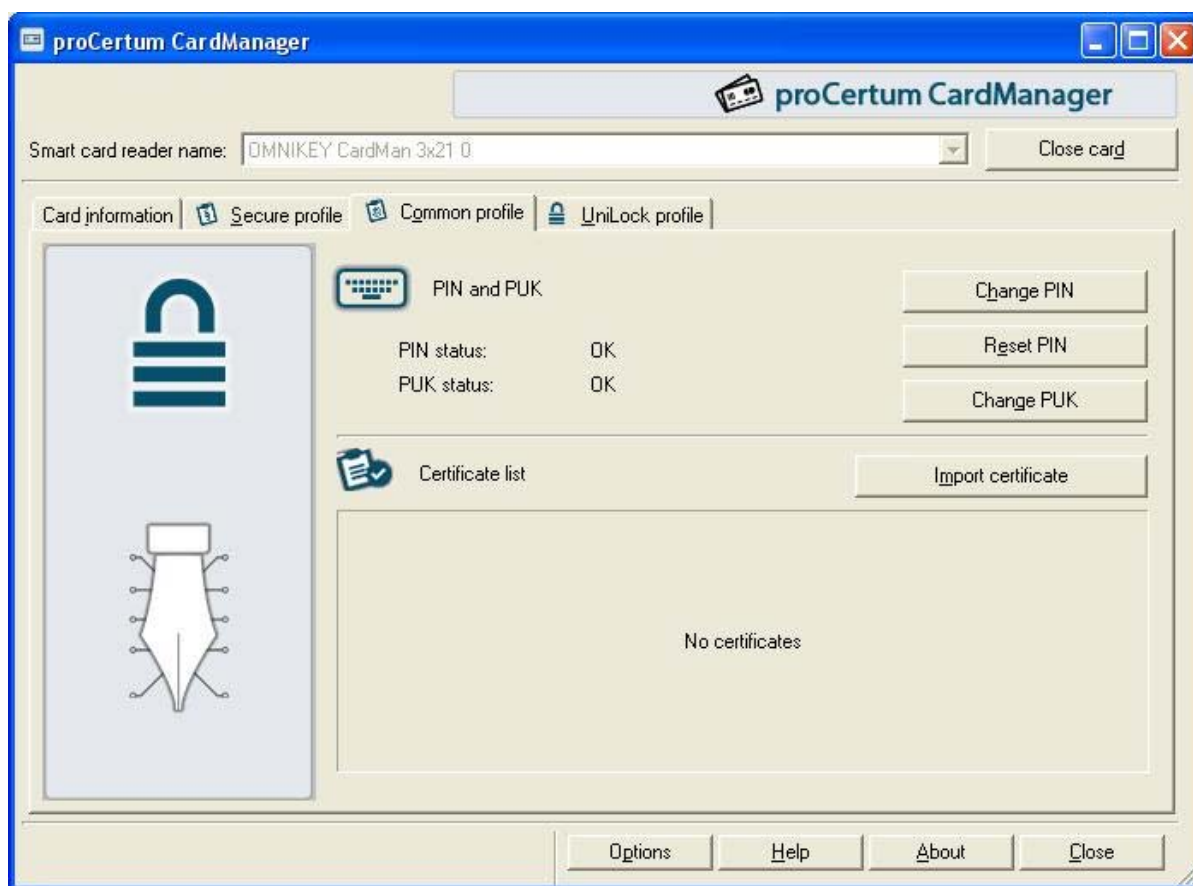 proCertum CardManager
proCertum CardManager
Smart card reader name: OMNIKEY CardMan 3x21 0 Close card
Card information Secure profile Common profile UniLock profile
PIN and PUK Change PIN
PIN status: OK Reset PIN
PUK status: OK Change PUK
Certificate list Import certificate
No certificates
Options Help About Close